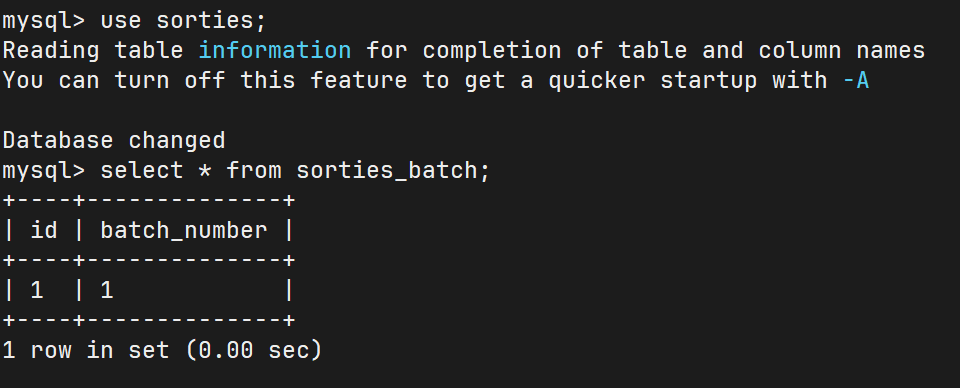 mysql> use sorties;
Reading table information for completion of table and column names
You can turn off this feature to get a quicker startup with -A

Database changed
mysql> select * from sorties_batch;
+----+--------------+
| id | batch_number |
+----+--------------+
| 1  | 1            |
+----+--------------+
1 row in set (0.00 sec)